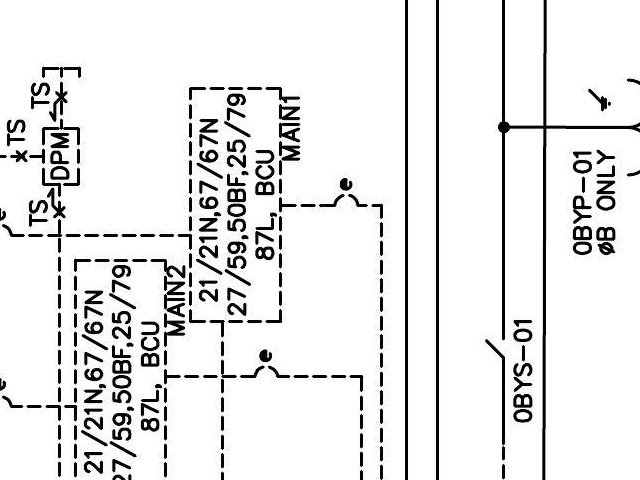 TS
TS
DPM
TS
e
21/21N,67/67N
27/59,50BF,25/79
87L, BCU
MAIN1
e
21/21N,67/67N
27/59,50BF,25/79
87L, BCU
MAIN2
e
e
0BYP-01
øB ONLY
0BYS-01